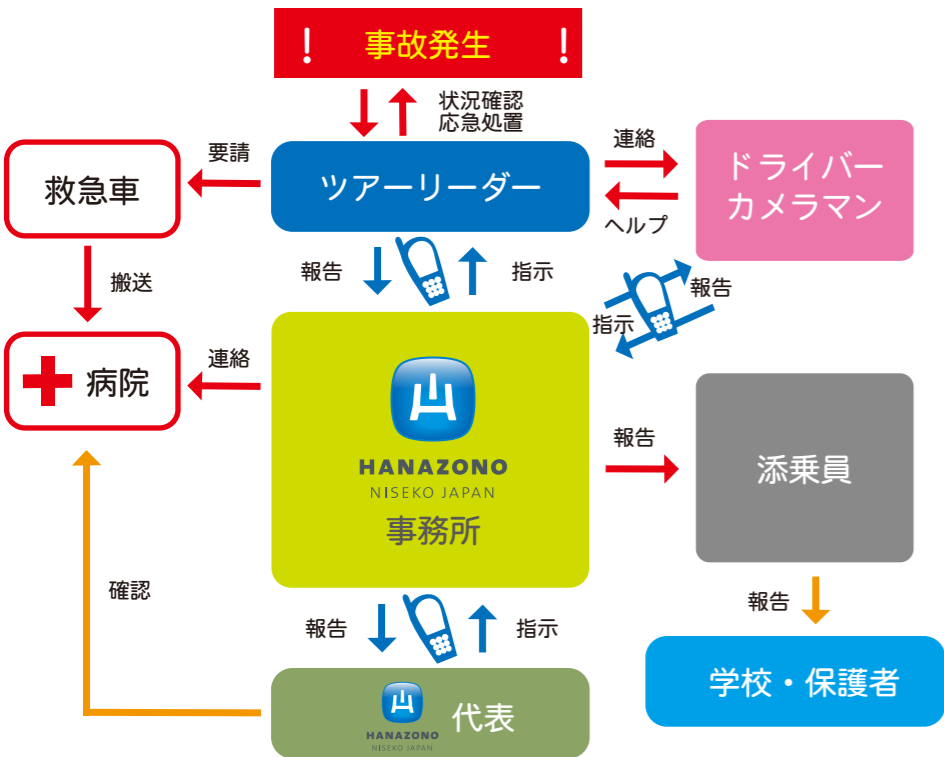 ! 事故発生 !
状況確認
応急処置
要請
救急車
ツアーリーダー
連絡
ヘルプ
ドライバー
カメラマン
搬送
報告
指示
報告
指示
病院
連絡
HANAZONO
NISEKO JAPAN
事務所
報告
添乗員
確認
報告
指示
報告
学校・保護者
HANAZONO
NISEKO JAPAN
代表